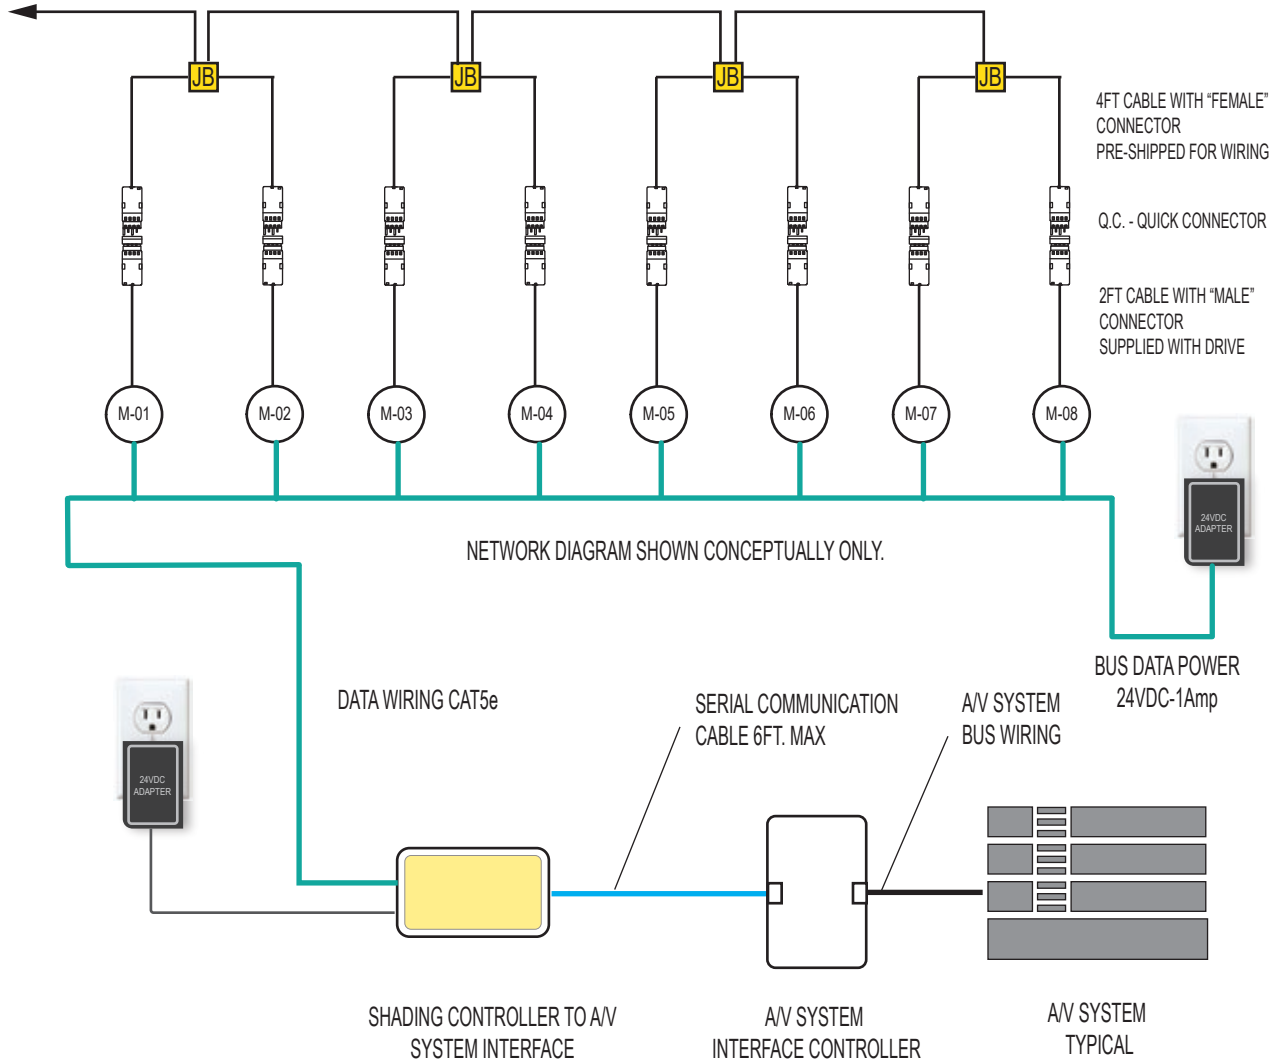 JB
JB
JB
JB
4FT CABLE WITH “FEMALE”
CONNECTOR
PRE-SHIPPED FOR WIRING
Q.C. - QUICK CONNECTOR
2FT CABLE WITH “MALE”
CONNECTOR
SUPPLIED WITH DRIVE
M-01
M-02
M-03
M-04
M-05
M-06
M-07
M-08
24VDC
ADAPTER
NETWORK DIAGRAM SHOWN CONCEPTUALLY ONLY.
BUS DATA POWER
24VDC-1Amp
DATA WIRING CAT5e
SERIAL COMMUNICATION
CABLE 6FT. MAX
A/V SYSTEM
BUS WIRING
24VDC
ADAPTER
SHADING CONTROLLER TO A/V
SYSTEM INTERFACE
A/V SYSTEM
INTERFACE CONTROLLER
A/V SYSTEM
TYPICAL